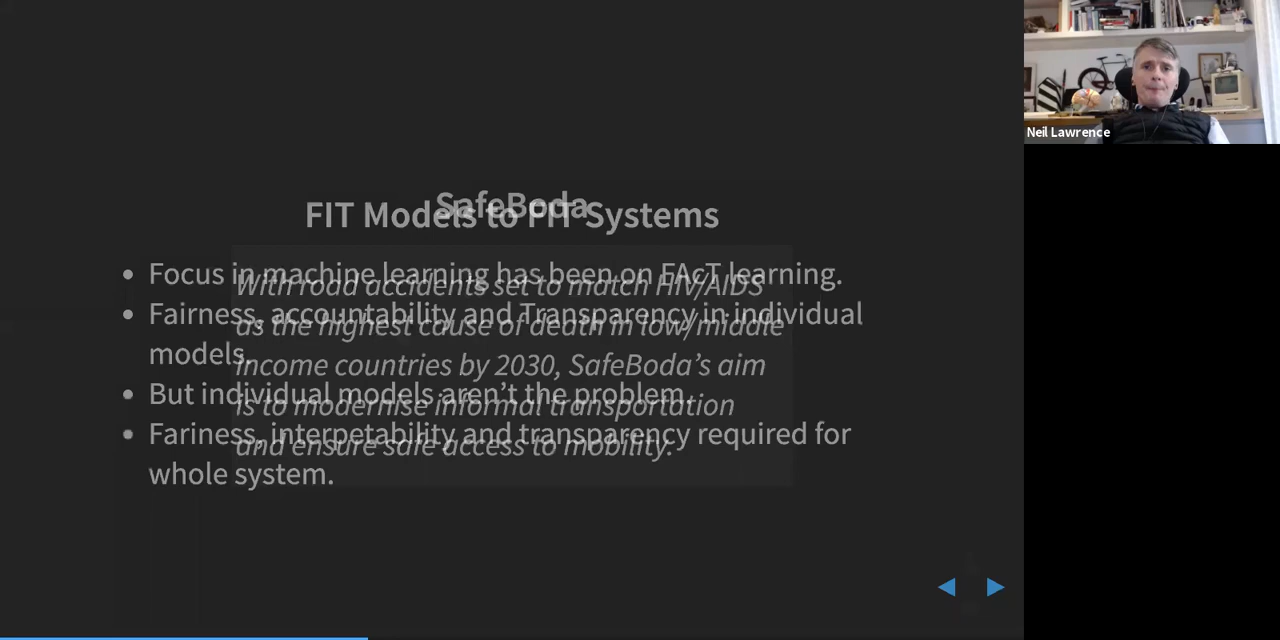 SafeBoda
FIT Models to FIT Systems
Focus in machine learning has been on FAcT learning.
Fairness, accountability and Transparency in individual
models.
But individual models aren't the problem.
Fariness, interpetability and transparency required for
whole system.
With road accidents set to match HIV/AIDS
as the highest cause of death in low/middle
income countries by 2030, SafeBoda's aim
is to modernise informal transportation
and ensure safe access to mobility.
Neil Lawrence